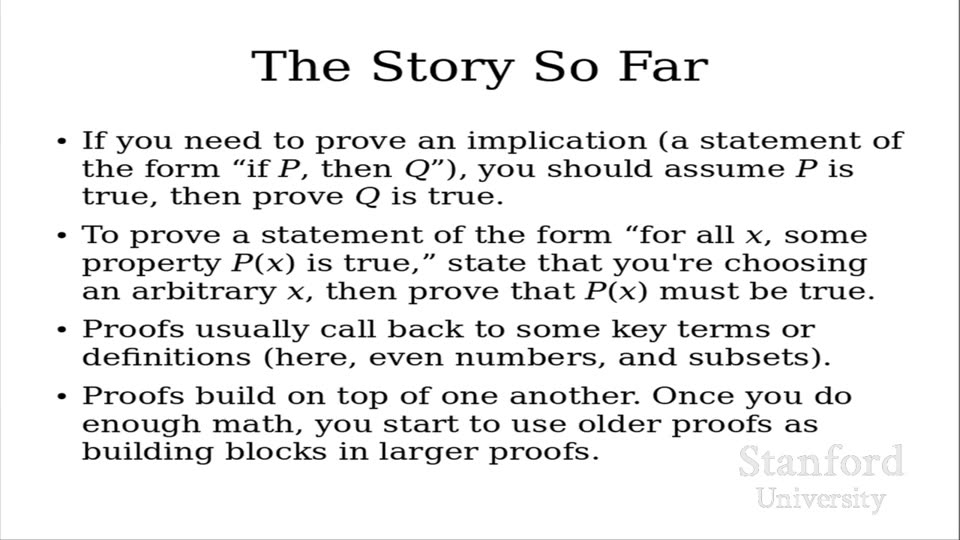 The Story So Far
• If you need to prove an implication (a statement of
the form “if P, then Q”), you should assume P is
true, then prove Q is true.
• To prove a statement of the form “for all x, some
property P(x) is true,” state that you're choosing
an arbitrary x, then prove that P(x) must be true.
• Proofs usually call back to some key terms or
definitions (here, even numbers, and subsets).
• Proofs build on top of one another. Once you do
enough math, you start to use older proofs as
building blocks in larger proofs.
Stanford
University